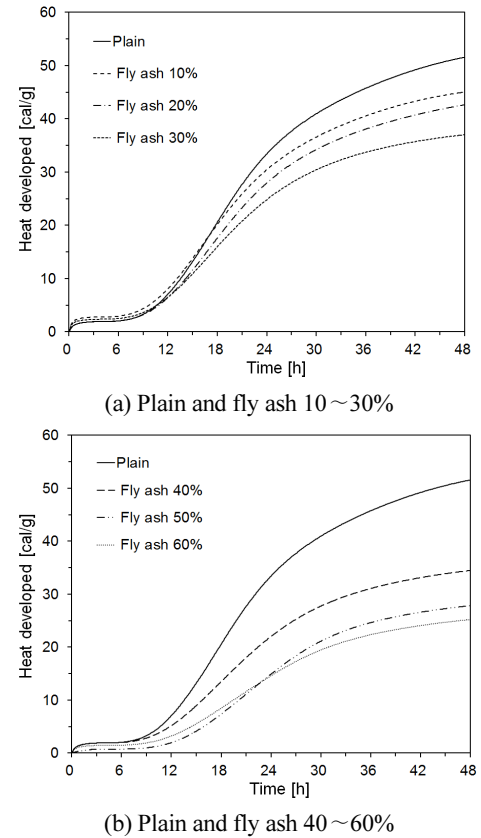 60
50
40
30
20
10
0
Heat developed [cal/g]
Plain
Fly ash 10%
Fly ash 20%
Fly ash 30%
0 6 12 18 24 30 36 42 48
Time [h]
(a) Plain and fly ash 10～30%
60
50
40
30
20
10
0
Heat developed [cal/g]
Plain
Fly ash 40%
Fly ash 50%
Fly ash 60%
0 6 12 18 24 30 36 42 48
Time [h]
(b) Plain and fly ash 40～60%